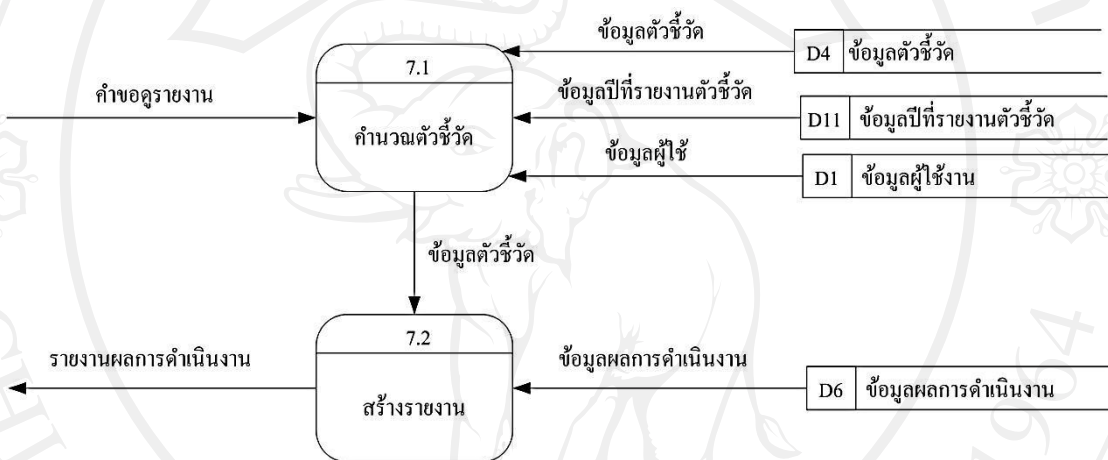 ข้อมูลตัวชี้วัด
D4 ข้อมูลตัวชี้วัด
7.1
คำขอดูรายงาน
ข้อมูลปีที่รายงานตัวชี้วัด
D11 ข้อมูลปีที่รายงานตัวชี้วัด
คำนวณตัวชี้วัด
ข้อมูลผู้ใช้
D1 ข้อมูลผู้ใช้งาน
ข้อมูลตัวชี้วัด
7.2
รายงานผลการดำเนินงาน
ข้อมูลผลการดำเนินงาน
D6 ข้อมูลผลการดำเนินงาน
สร้างรายงาน
964